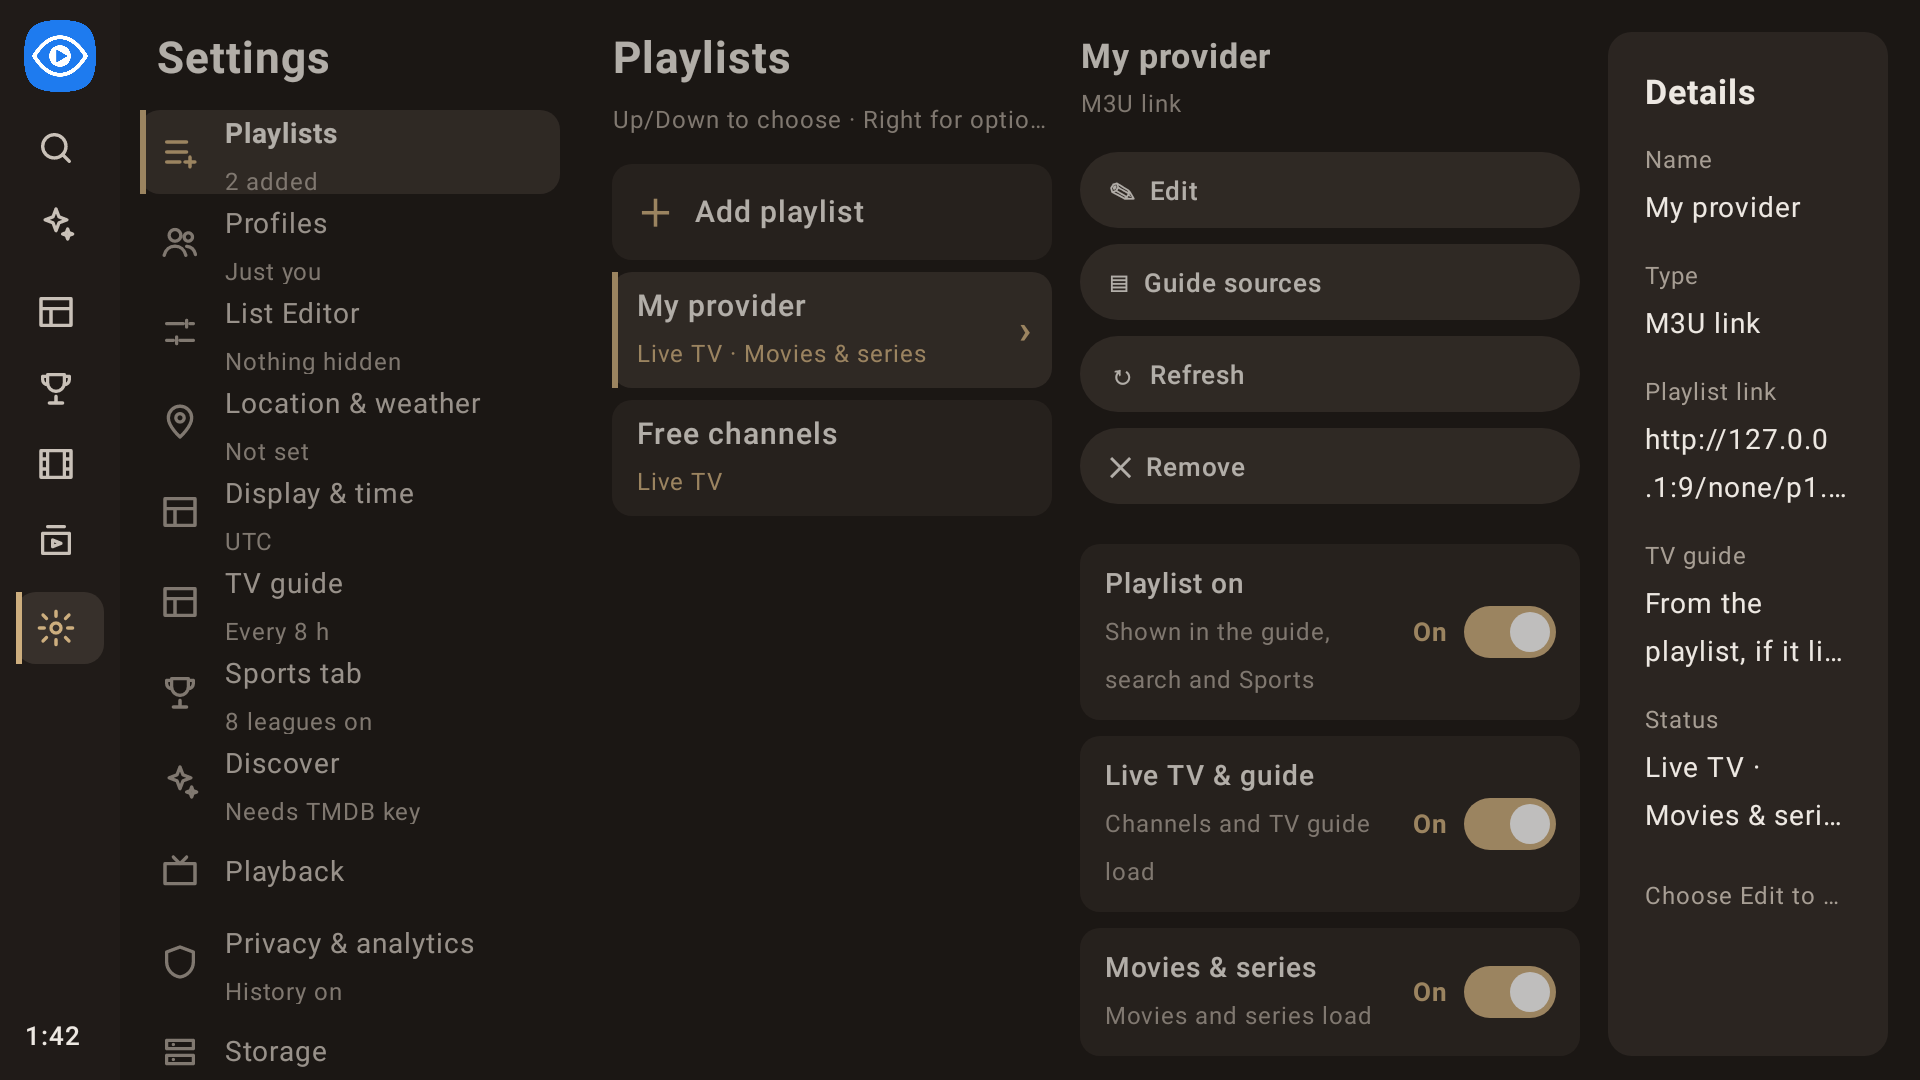 Settings
Playlists
2 added
Profiles
Just you
List Editor
Nothing hidden
Location & weather
Not set
Display & time
UTC
TV guide
Every 8 h
Sports tab
8 leagues on
Discover
Needs TMDB key
Playback
Privacy & analytics
History on
Storage
1:42
Playlists
Up/Down to choose · Right for optio…
Add playlist
My provider
Live TV · Movies & series
Free channels
Live TV
My provider
M3U link
Edit
Guide sources
Refresh
Remove
Playlist on
Shown in the guide,
search and Sports
On
Live TV & guide
Channels and TV guide
load
On
Movies & series
Movies and series load
On
Details
Name
My provider
Type
M3U link
Playlist link
http://127.0.0
.1:9/none/p1.…
TV guide
From the
playlist, if it li…
Status
Live TV ·
Movies & seri…
Choose Edit to …